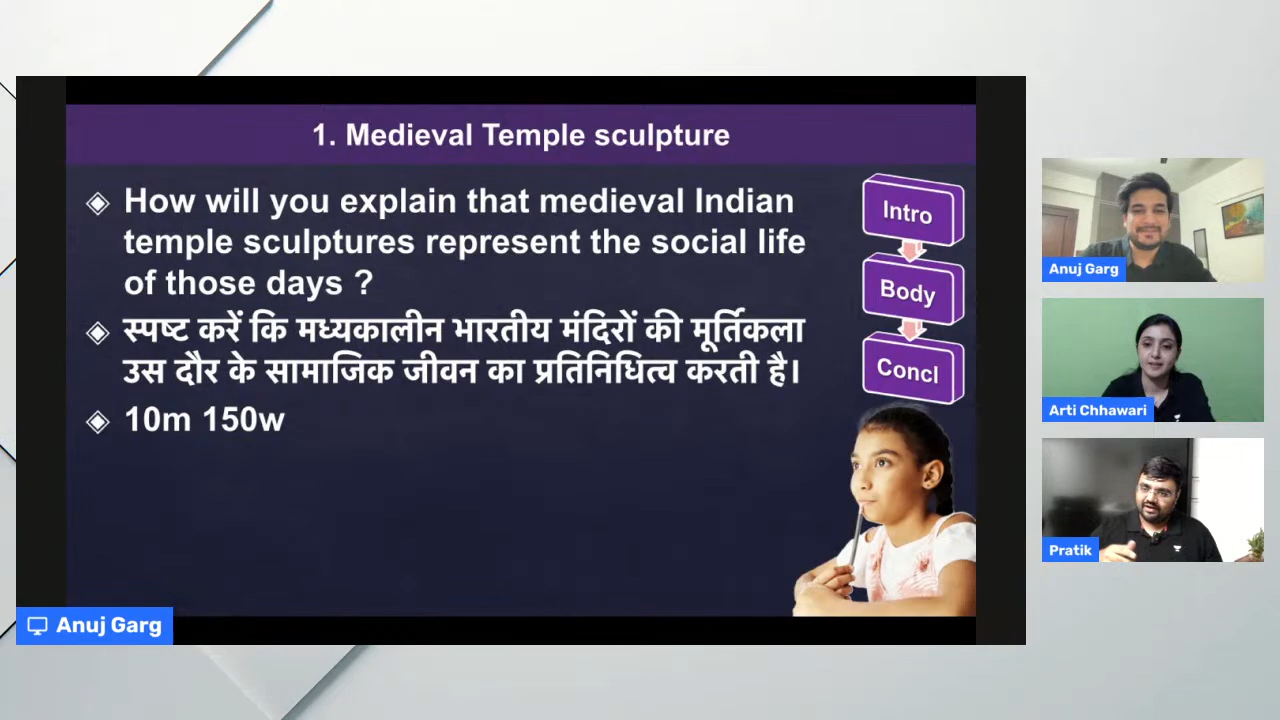 1. Medieval Temple sculpture
How will you explain that medieval Indian
temple sculptures represent the social life
of those days ?
स्पष्ट करें कि मध्यकालीन भारतीय मंदिरों की मूर्तिकला
उस दौर के सामाजिक जीवन का प्रतिनिधित्व करती है।
10m 150w
Intro
Body
Concl
Anuj Garg
Anuj Garg
Arti Chhawari
Pratik